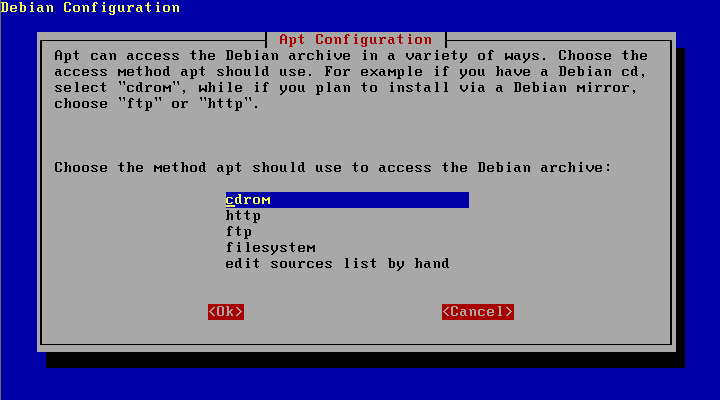 Debian Configuration
Apt Configuration
Apt can access the Debian archive in a variety of ways. Choose the
access method apt should use. For example if you have a Debian cd,
select "cdrom", while if you plan to install via a Debian mirror,
choose "ftp" or "http".
Choose the method apt should use to access the Debian archive:
cdrom
http
ftp
filesystem
edit sources list by hand
<Ok> <Cancel>